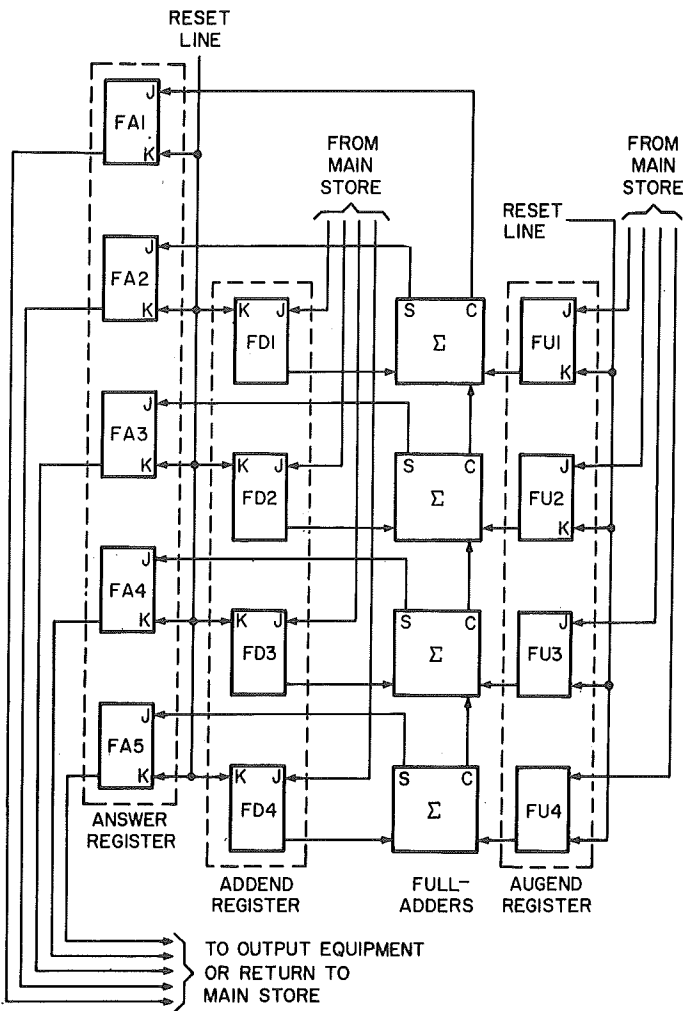 RESET
LINE
J
FA1
K
FROM
MAIN
STORE
FROM
MAIN
STORE
RESET
LINE
J
FA2
K
K J
FD1
S C
Σ
J
FU1
K
J
FA3
K
K J
FD2
S C
Σ
J
FU2
K
J
FA4
K
K J
FD3
S C
Σ
J
FU3
J
FA5
K
K J
FD4
S C
Σ
FU4
ANSWER
REGISTER
ADDEND
REGISTER
FULL-
ADDERS
AUGEND
REGISTER
TO OUTPUT EQUIPMENT
OR RETURN TO
MAIN STORE